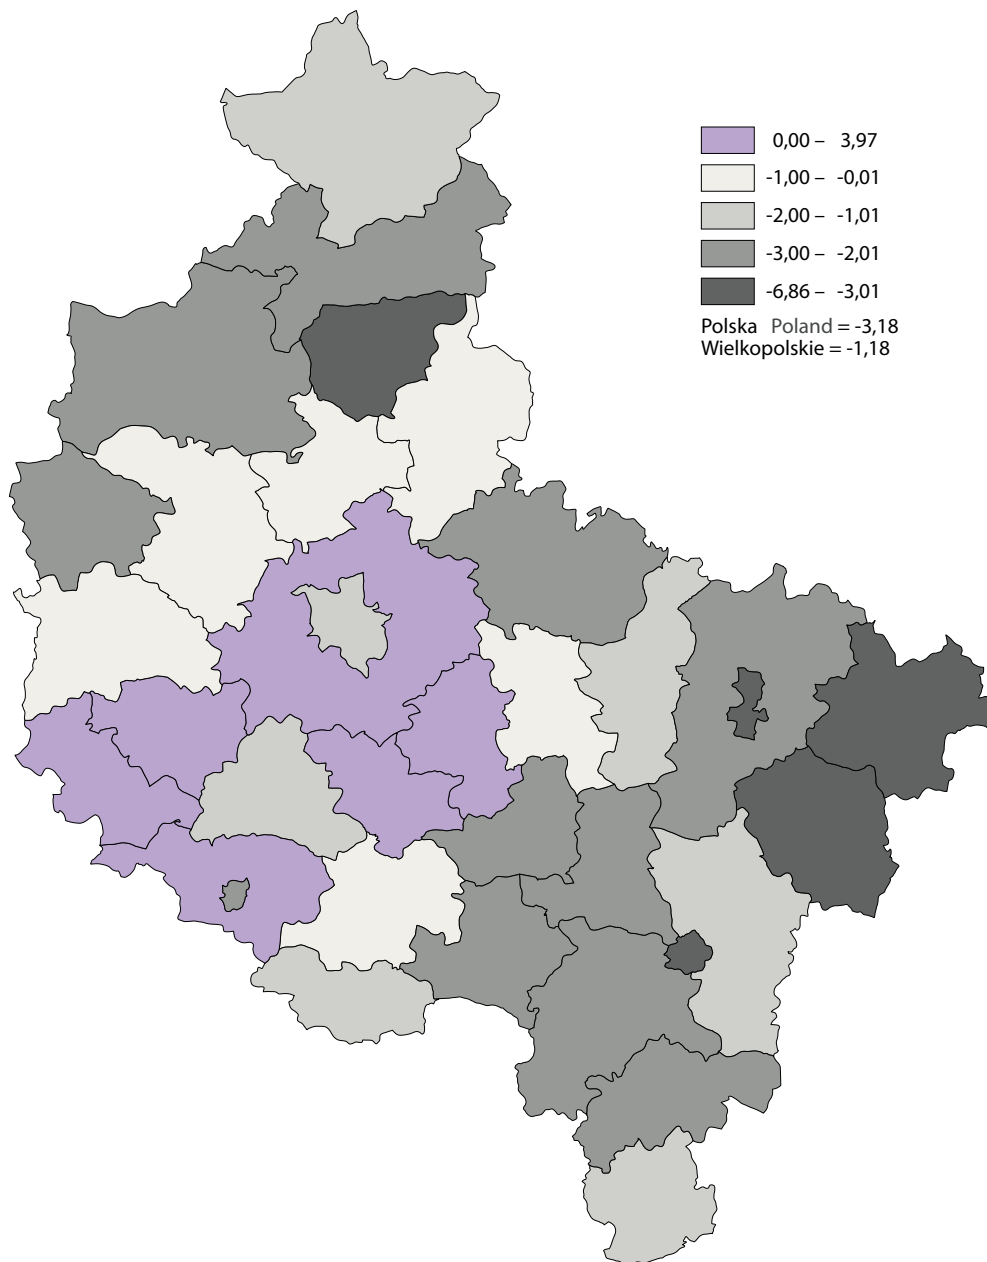 0,00 – 3,97
-1,00 – -0,01
-2,00 – -1,01
-3,00 – -2,01
-6,86 – -3,01
Polska Poland = -3,18
Wielkopolskie = -1,18